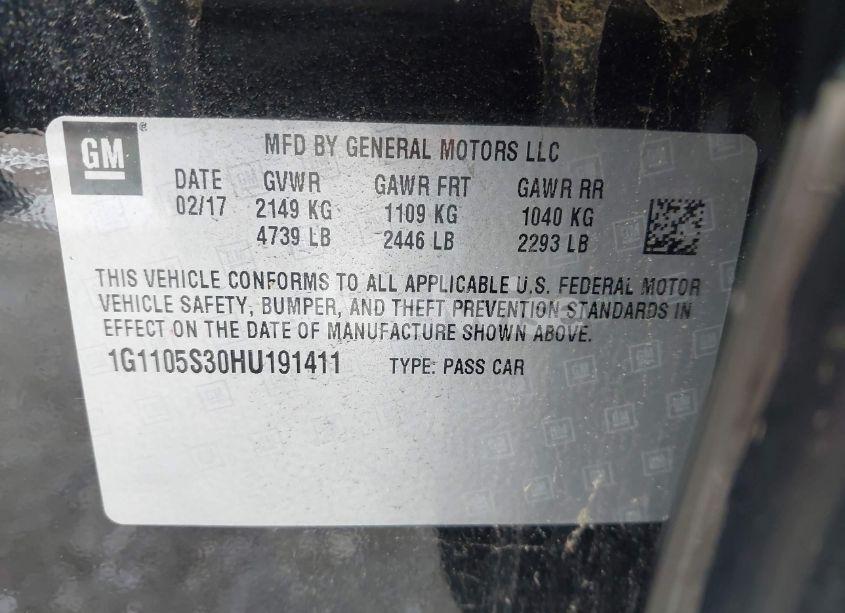 GM
MFD BY GENERAL MOTORS LLC
DATE GVWR GAWR FRT GAWR RR
02/17 2149 KG 1109 KG 1040 KG
4739 LB 2446 LB 2293 LB
THIS VEHICLE CONFORMS TO ALL APPLICABLE U.S. FEDERAL MOTOR
VEHICLE SAFETY, BUMPER, AND THEFT PREVENTION STANDARDS IN
EFFECT ON THE DATE OF MANUFACTURE SHOWN ABOVE.
1G1105S30HU191411 TYPE: PASS CAR